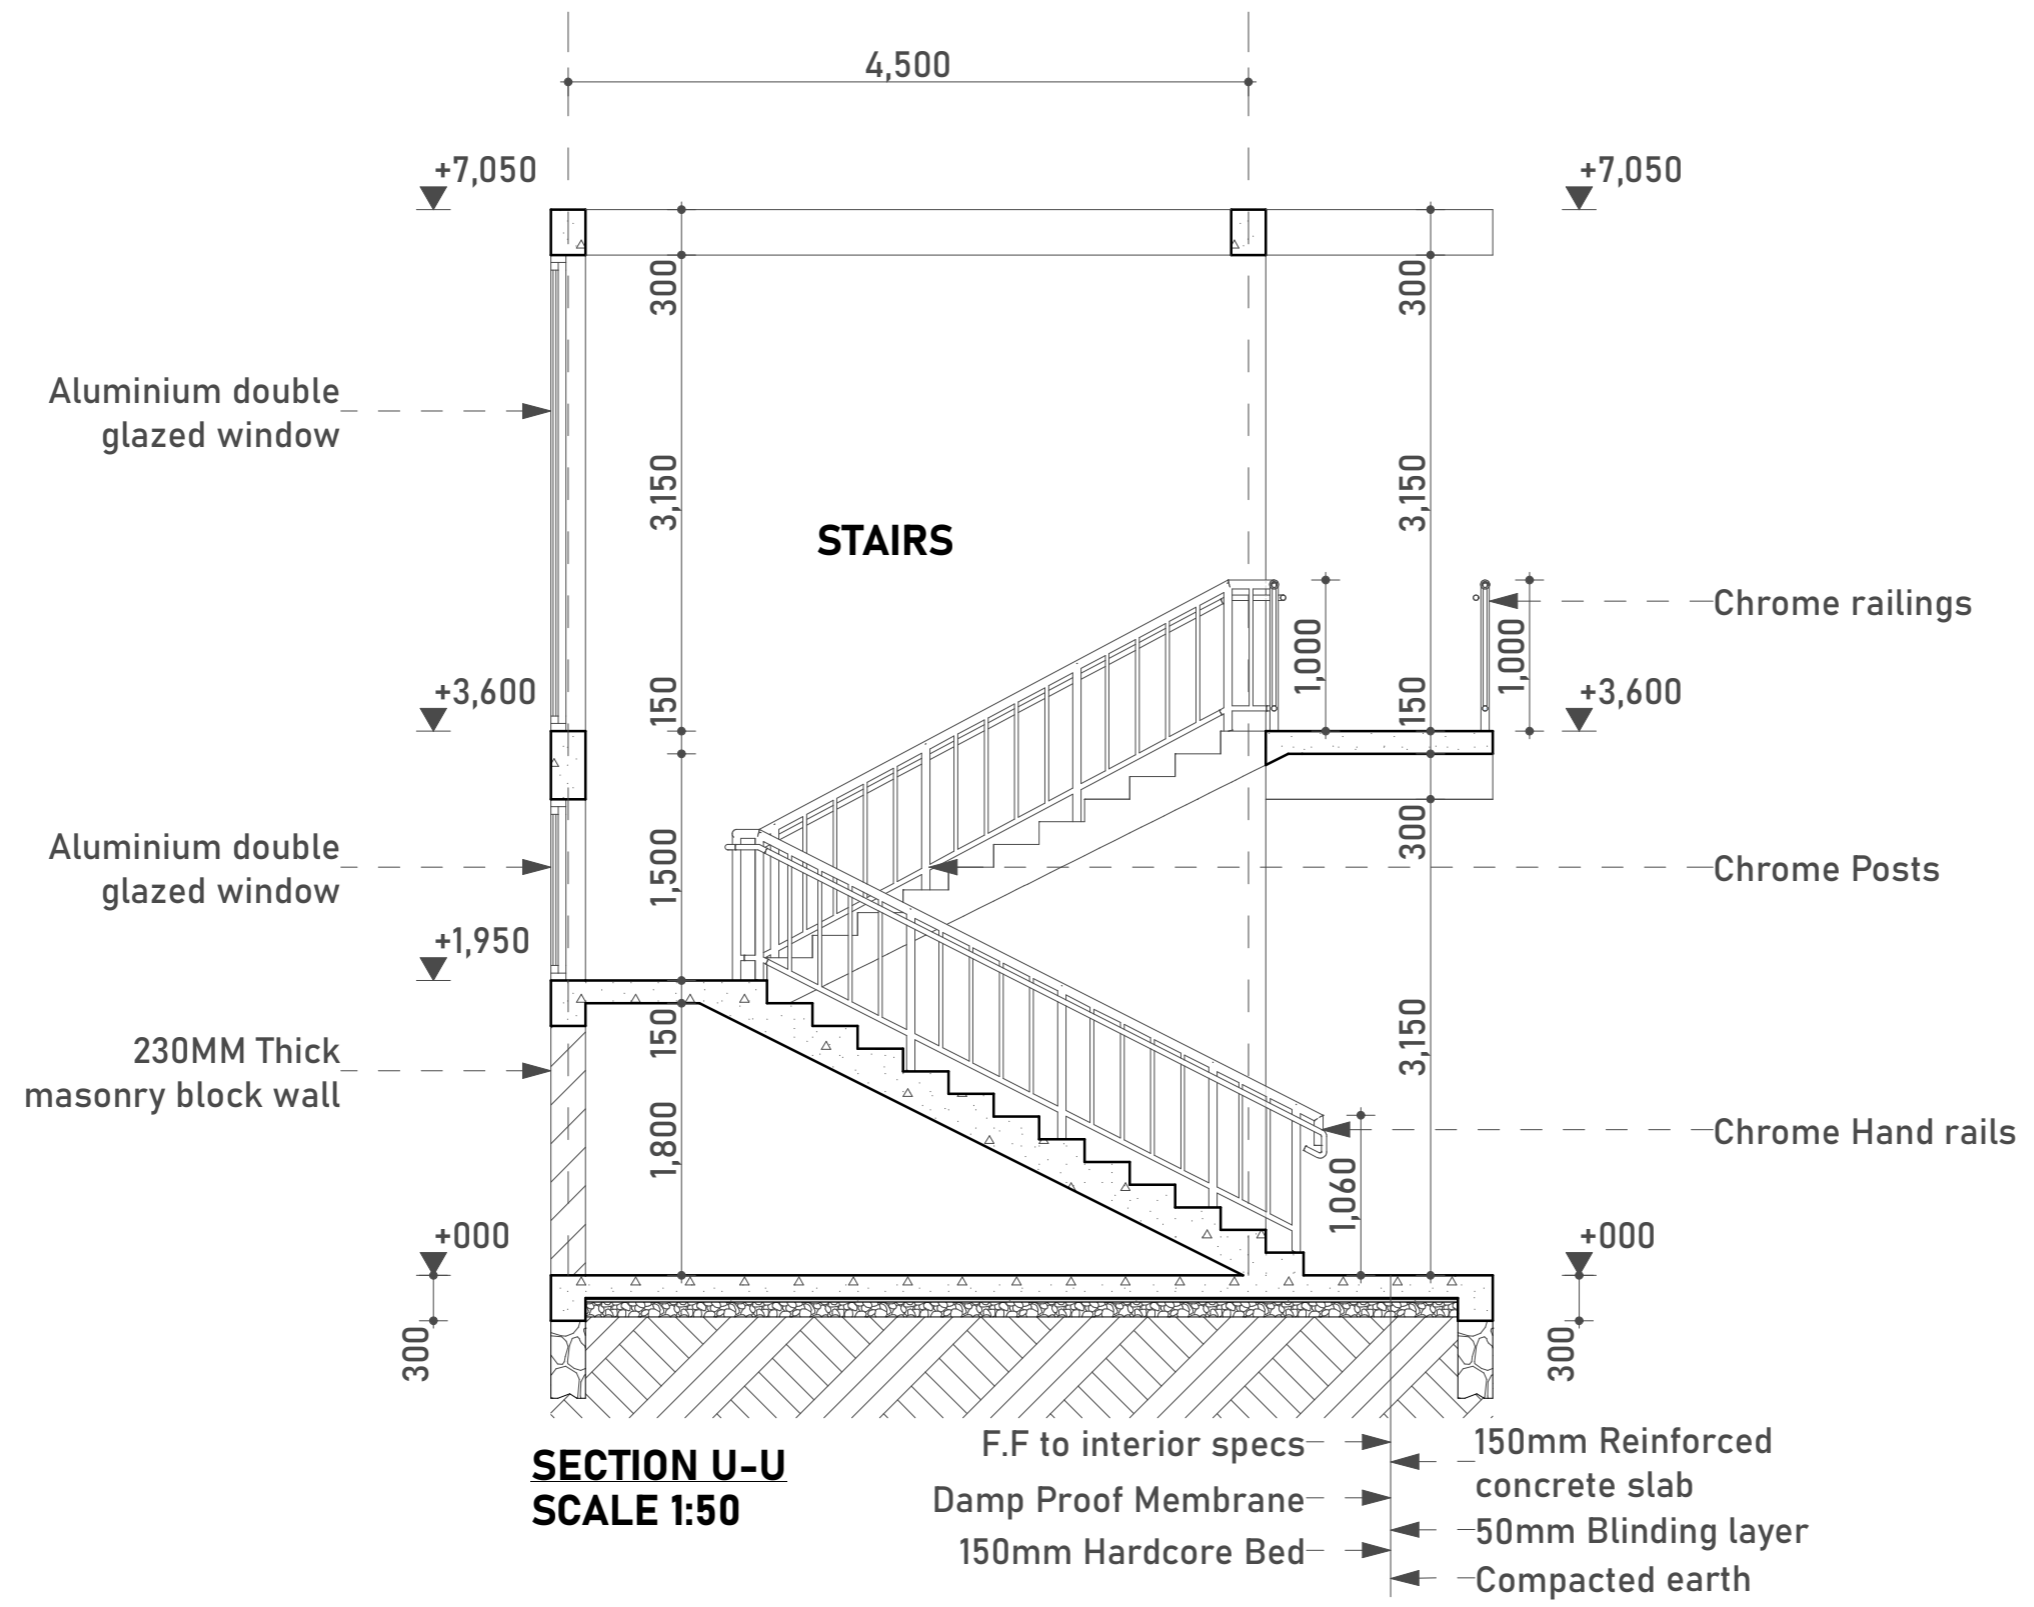 4,500
+7,050
+7,050
300
300
Aluminium double
glazed window
3,150
3,150
STAIRS
Chrome railings
1,000
1,000
+3,600
150
150
+3,600
Aluminium double
glazed window
1,500
300
Chrome Posts
+1,950
230MM Thick
masonry block wall
150
3,150
1,800
Chrome Hand rails
1,060
+000
+000
300
300
SECTION U-U
SCALE 1:50
F.F to interior specs
Damp Proof Membrane
150mm Hardcore Bed
150mm Reinforced
concrete slab
50mm Blinding layer
Compacted earth